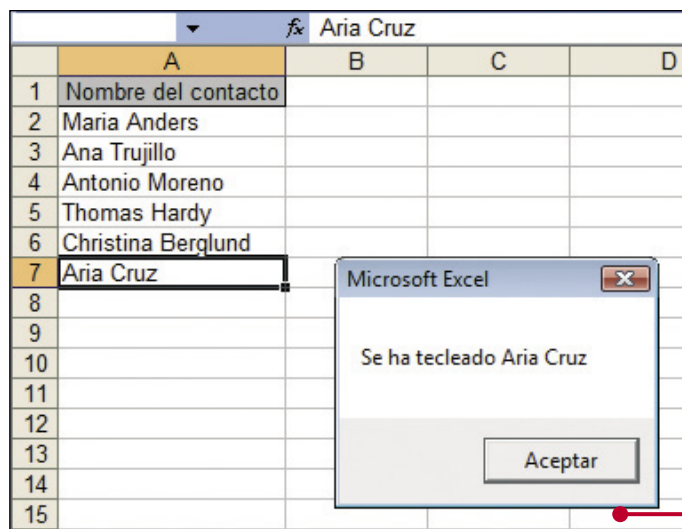 fx Aria Cruz
A B C D
1 Nombre del contacto
2 Maria Anders
3 Ana Trujillo
4 Antonio Moreno
5 Thomas Hardy
6 Christina Berglund
7 Aria Cruz
Microsoft Excel
8
9
Se ha tecleado Aria Cruz
10
11
12
13
Aceptar
14
15